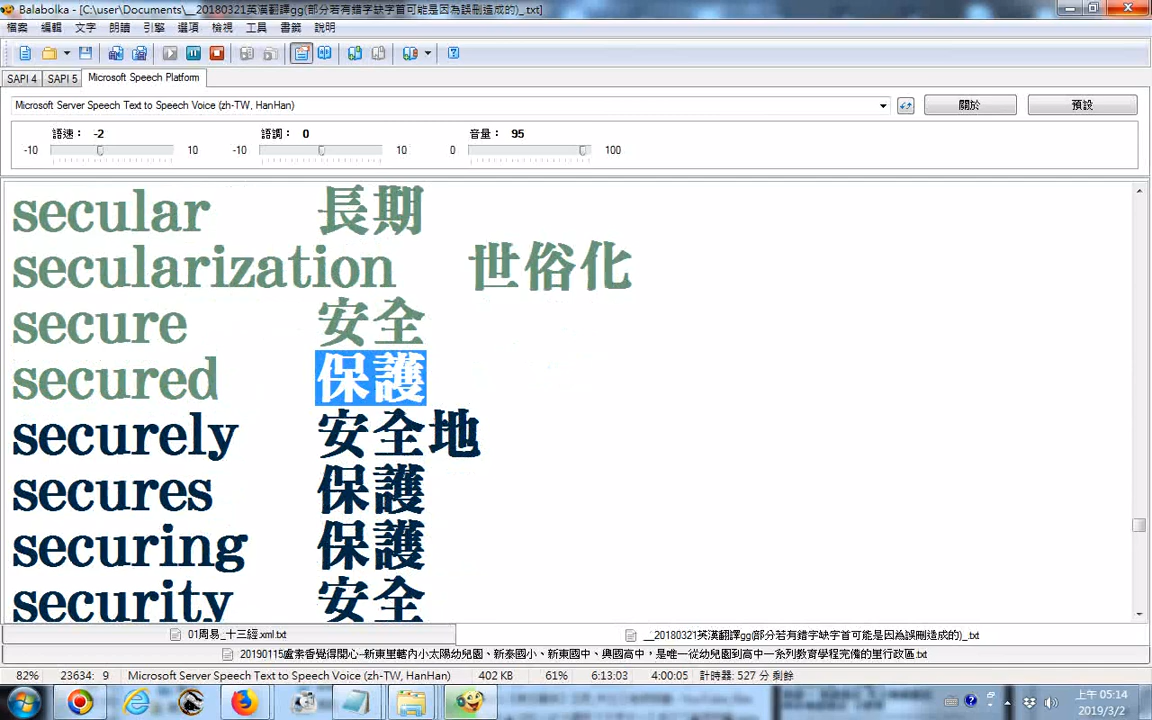 Balabolka - [C:\user\Documents\__20180321英漢翻譯gg(部分若有錯字缺字首可能是因為誤刪造成的)_.txt]
檔案 編輯 文字 朗讀 引擎 選項 檢視 工具 書籤 說明
SAPI 4 SAPI 5 Microsoft Speech Platform
Microsoft Server Speech Text to Speech Voice (zh-TW, HanHan) 關於 預設
語速： -2 語調： 0 音量： 95
-10 10 -10 10 0 100
secular 長期
secularization 世俗化
secure 安全
secured 保護
securely 安全地
secures 保護
securing 保護
security 安全
01周易_十三經.xml.txt __20180321英漢翻譯gg(部分若有錯字缺字首可能是因為誤刪造成的)_.txt
20190115盧素香覺得開心~新東里轄內小太陽幼兒園、新泰國小、新東國中、興國高中，是唯一從幼兒園到高中一系列教育學程完備的里行政區.txt
82% 23634: 9 Microsoft Server Speech Text to Speech Voice (zh-TW, HanHan) 402 KB 61% 6:13:03 4:00:05 計時器: 527 分 剩餘
上午 05:14
2019/3/2